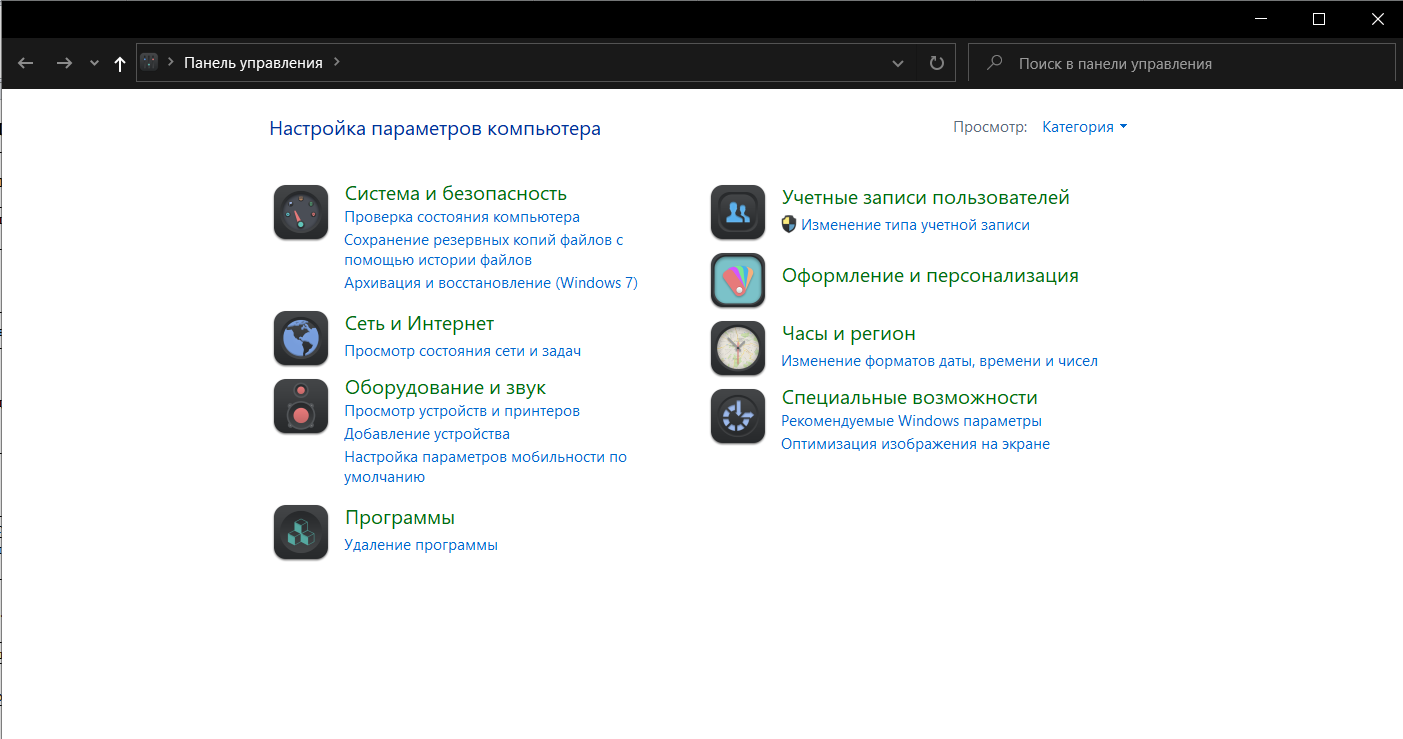 Панель управления
Поиск в панели управления
Настройка параметров компьютера
Просмотр: Категория
Система и безопасность
Проверка состояния компьютера
Сохранение резервных копий файлов с
помощью истории файлов
Архивация и восстановление (Windows 7)
Сеть и Интернет
Просмотр состояния сети и задач
Оборудование и звук
Просмотр устройств и принтеров
Добавление устройства
Настройка параметров мобильности по
умолчанию
Программы
Удаление программы
Учетные записи пользователей
Изменение типа учетной записи
Оформление и персонализация
Часы и регион
Изменение форматов даты, времени и чисел
Специальные возможности
Рекомендуемые Windows параметры
Оптимизация изображения на экране